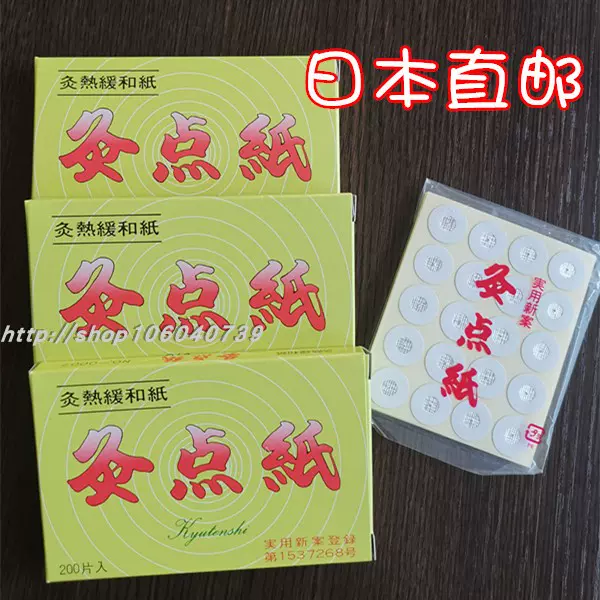 日本直邮
灸熱緩和紙
灸点紙
灸熱緩和紙
灸点紙
http://shop106040739
灸熱緩和紙
灸点紙
Kyutenshi
200片入
実用新案登録
第1537268号
実用新案
灸点紙